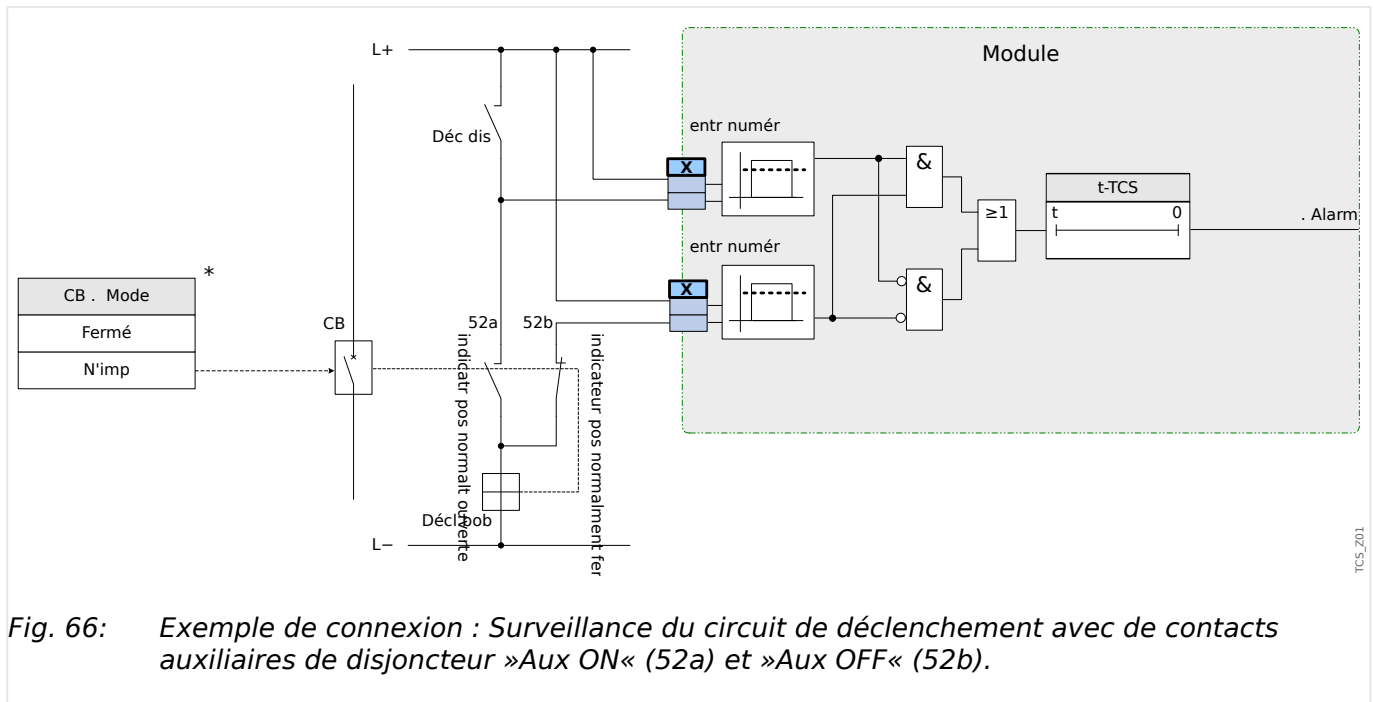 Module
L+
entr numér
Déc dis
X
&
t-TCS
t 0
≥1
. Alarm
entr numér
X
&
*
CB . Mode
Fermé
N'imp
CB
52a
52b
indicatr pos normalt ouverte
indicateur pos normalment fer
Décl bob
L−
TCS_Z01
Fig. 66: Exemple de connexion : Surveillance du circuit de déclenchement avec de contacts
auxiliaires de disjoncteur »Aux ON« (52a) et »Aux OFF« (52b).